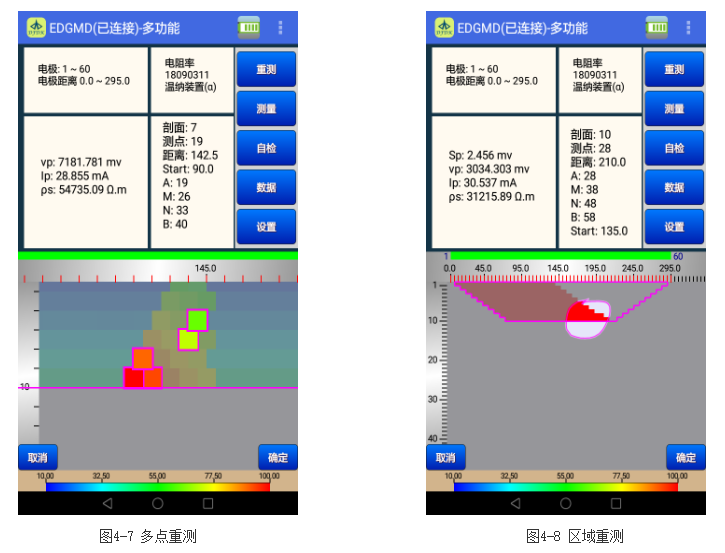 EDGMD(已连接)-多功能
电极: 1 ~ 60
电极距离 0.0 ~ 295.0
电阻率
18090311
温纳装置(α)
重测
测量
自检
数据
设置
vp: 7181.781 mv
Ip: 28.855 mA
ρs: 54735.09 Ω.m
剖面: 7
测点: 19
距离: 142.5
Start: 90.0
A: 19
M: 26
N: 33
B: 40
145.0
10
取消
确定
10.00 32.50 55.00 77.50 100.00
图4-7 多点重测
EDGMD(已连接)-多功能
电极: 1 ~ 60
电极距离 0.0 ~ 295.0
电阻率
18090311
温纳装置(α)
重测
测量
自检
数据
设置
Sp: 2.456 mv
vp: 3034.303 mv
Ip: 30.537 mA
ρs: 31215.89 Ω.m
剖面: 10
测点: 28
距离: 210.0
A: 28
M: 38
N: 48
B: 58
Start: 135.0
1 60
0.0 45.0 95.0 145.0 195.0 245.0 295.0
1
10
20
30
40
取消
确定
10.00 32.50 55.00 77.50 100.00
图4-8 区域重测